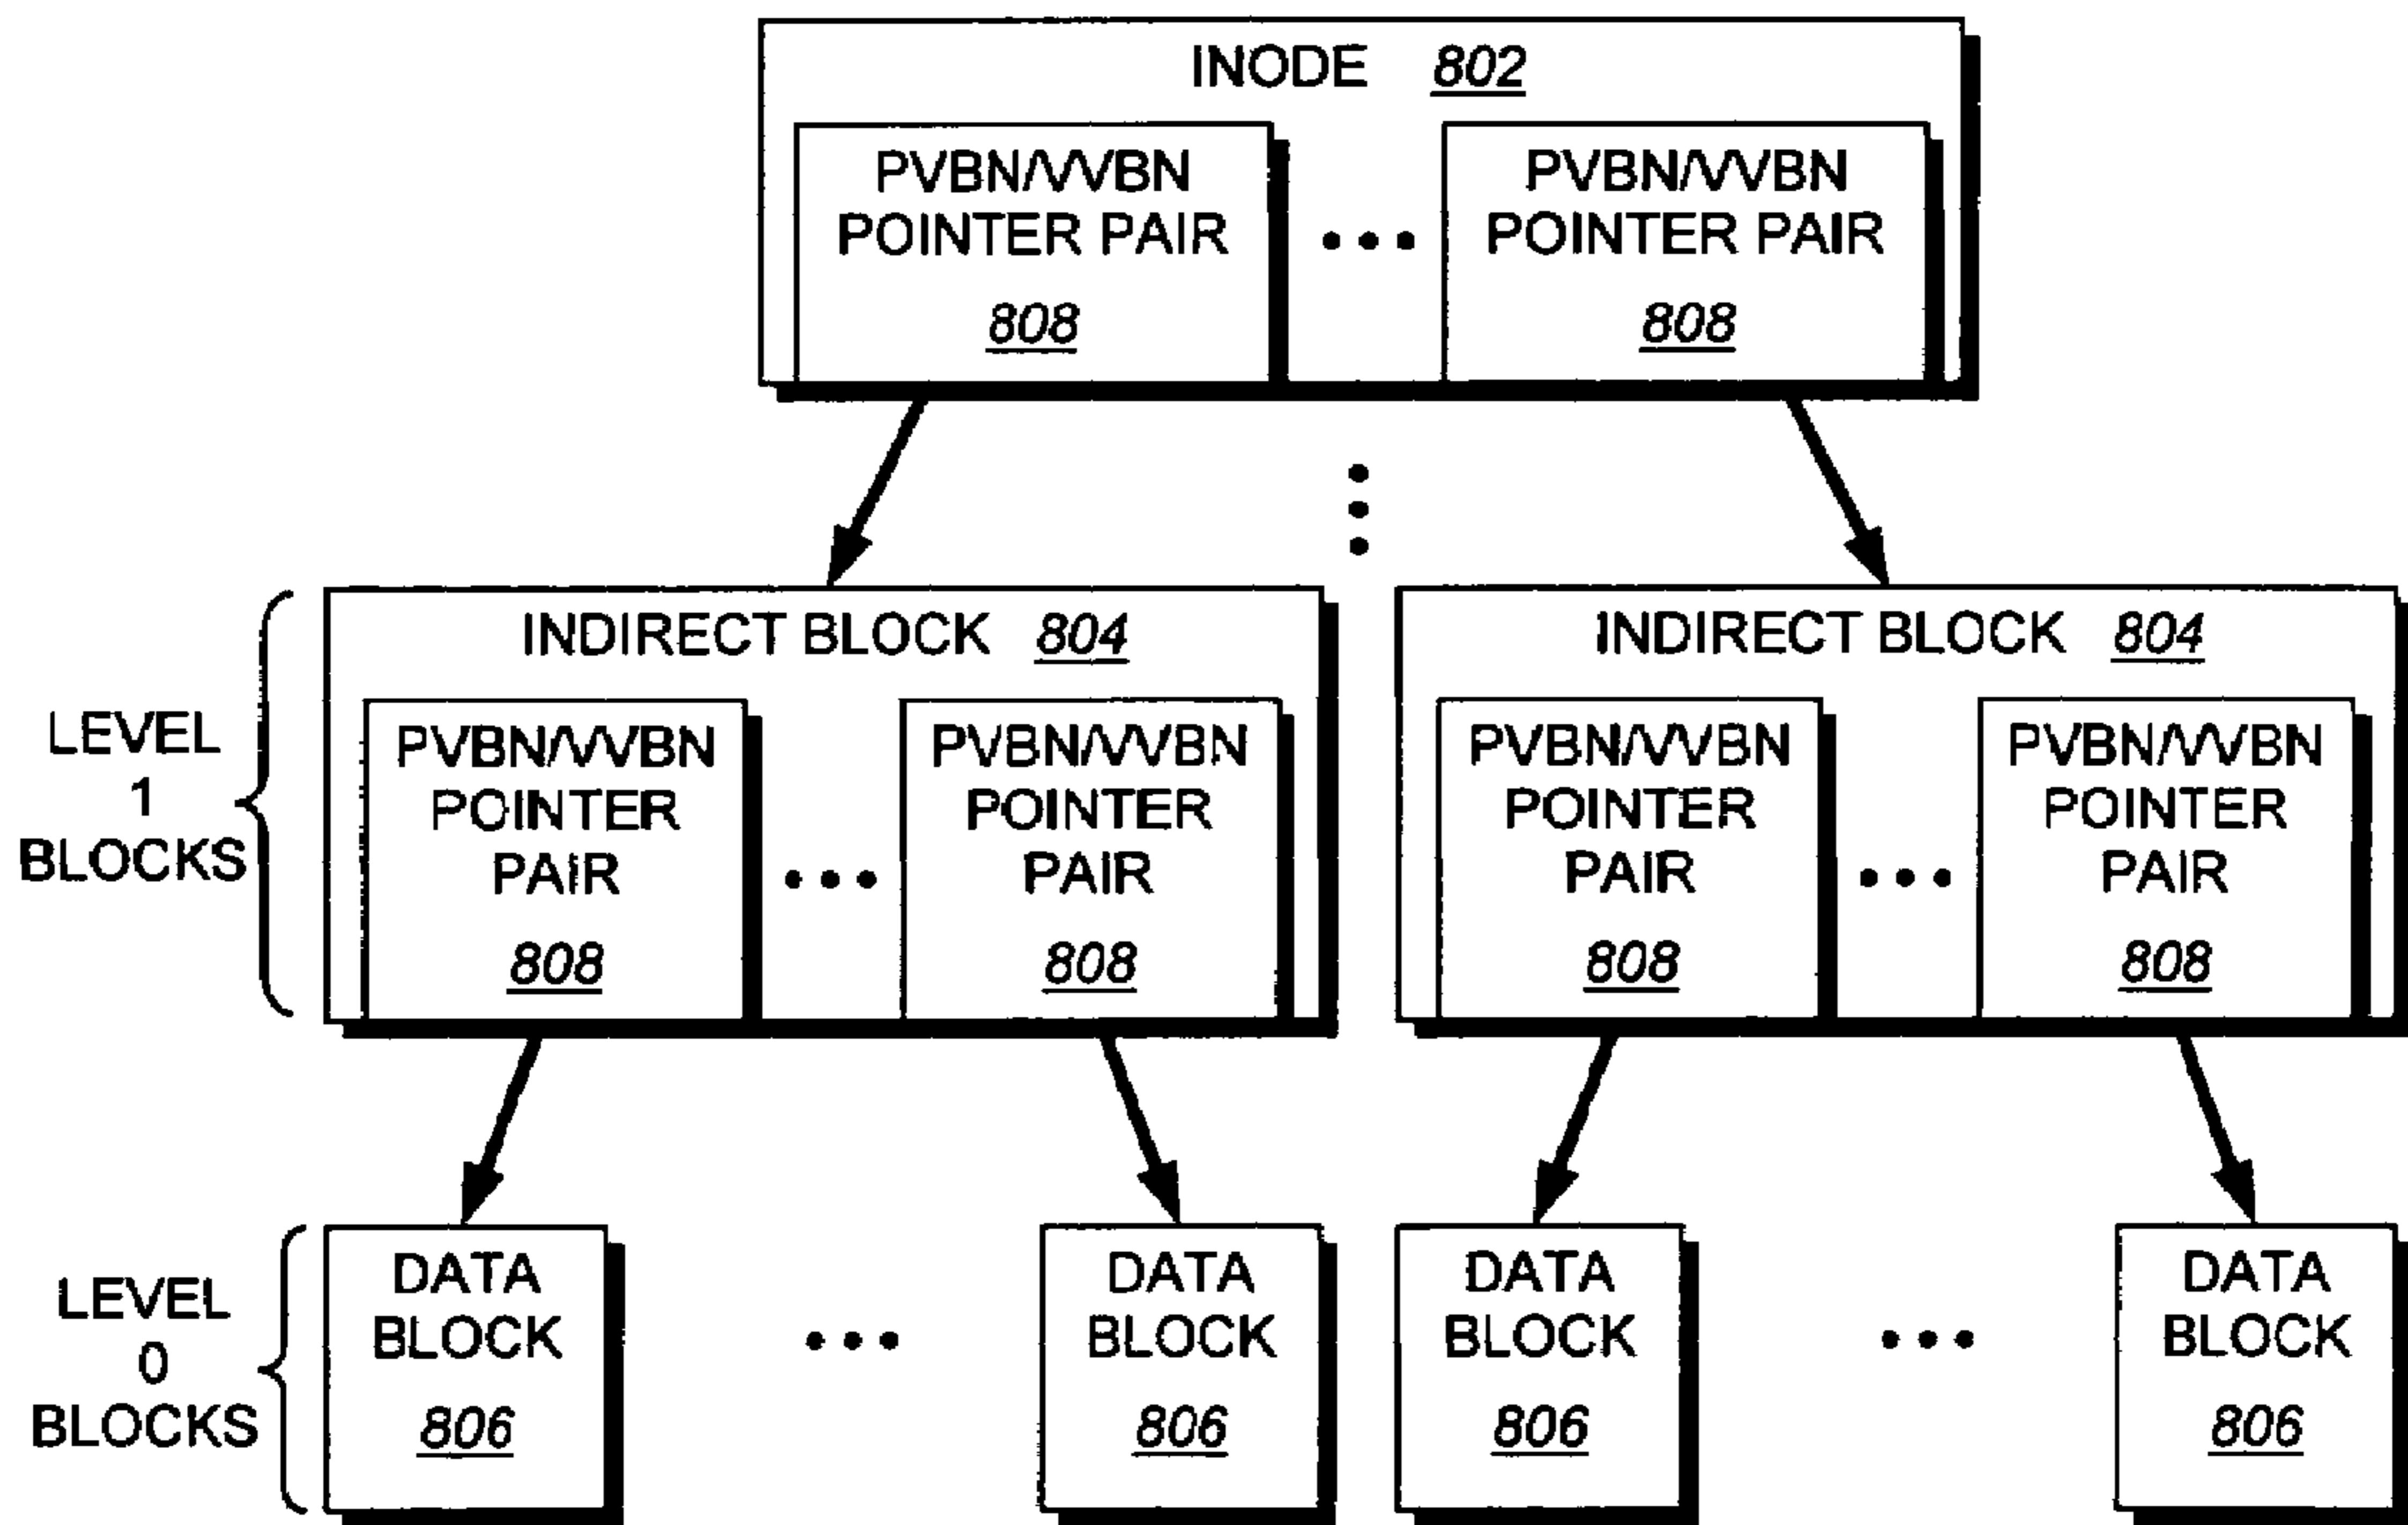 INODE 802
PVBN/VVBN
POINTER PAIR
808
PVBN/VVBN
POINTER PAIR
808
LEVEL
1
BLOCKS
INDIRECT BLOCK 804
PVBN/VVBN
POINTER
PAIR
808
PVBN/VVBN
POINTER
PAIR
808
INDIRECT BLOCK 804
PVBN/VVBN
POINTER
PAIR
808
PVBN/VVBN
POINTER
PAIR
808
LEVEL
0
BLOCKS
DATA
BLOCK
806
DATA
BLOCK
806
DATA
BLOCK
806
DATA
BLOCK
806